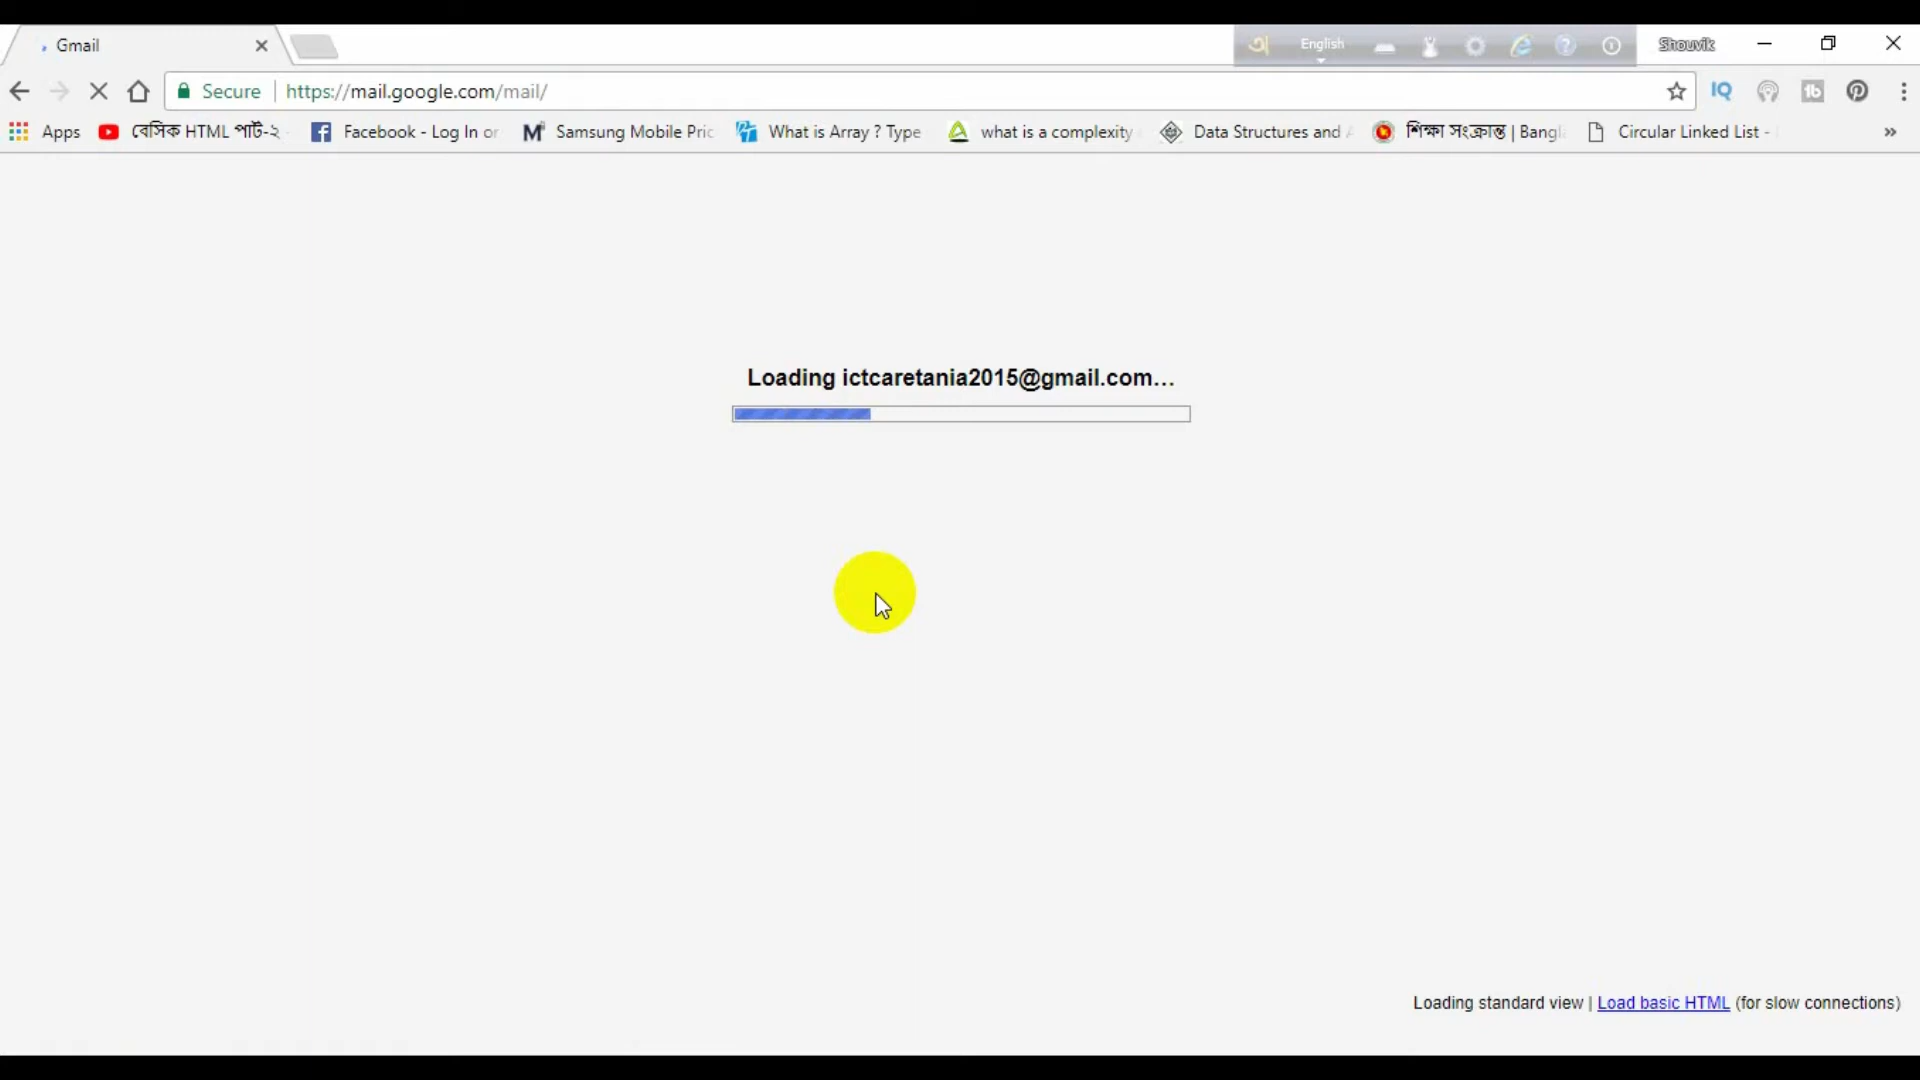 Gmail
English
Shouvik
Secure
https://mail.google.com/mail/
IQ
Apps
বেসিক HTML পার্ট-২
Facebook - Log In or
Samsung Mobile Pric
What is Array ? Type
what is a complexity
Data Structures and
শিক্ষা সংক্রান্ত | Bangl
Circular Linked List -
Loading ictcaretania2015@gmail.com…
Loading standard view | Load basic HTML (for slow connections)